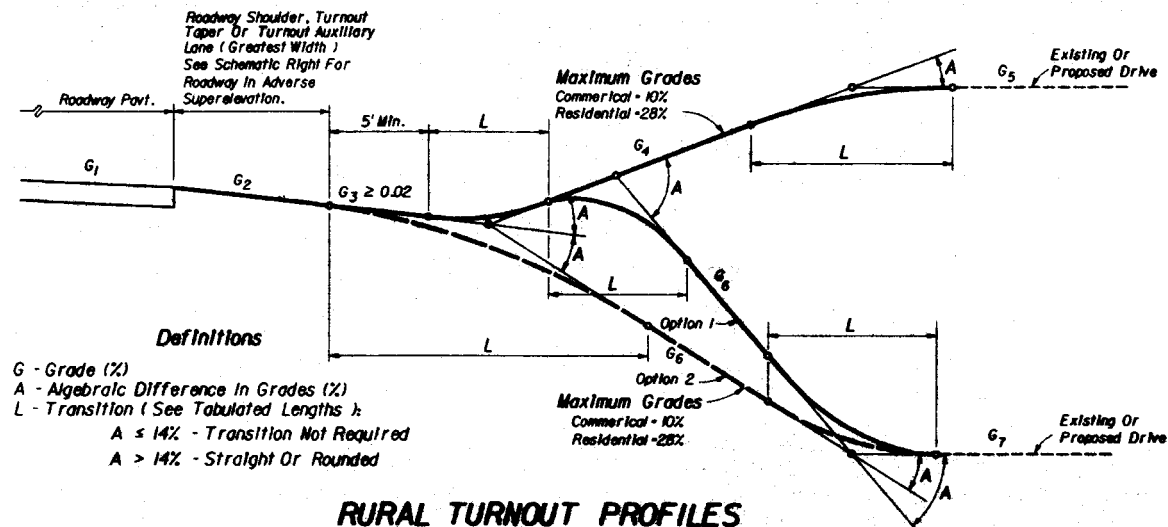 Roadway Shoulder, Turnout
Taper Or Turnout Auxiliary
Lane ( Greatest Width )
See Schematic Right For
Roadway In Adverse
Superelevation.
Roadway Pavt.
5' Min.
L
Maximum Grades
Commerical = 10%
Residential =28%
A
G5
Existing Or
Proposed Drive
G1
G2
G3 ≥ 0.02
G4
L
A
A
A
L
G6
Option 1
L
L
G6
Option 2
Maximum Grades
Commerical = 10%
Residential =28%
G7
Existing Or
Proposed Drive
A
A
Definitions
G - Grade (%)
A - Algebraic Difference In Grades (%)
L - Transition ( See Tabulated Lengths ):
A ≤ 14% - Transition Not Required
A > 14% - Straight Or Rounded
RURAL TURNOUT PROFILES